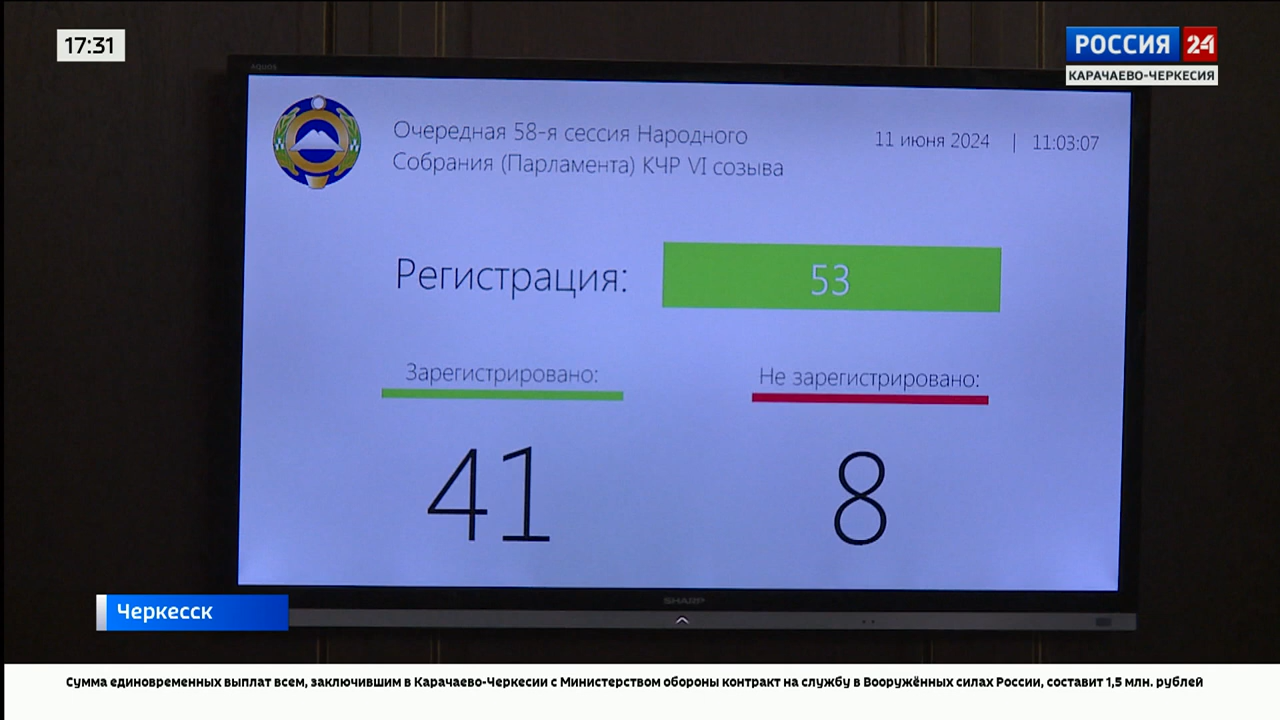 17:31
РОССИЯ 24
КАРАЧАЕВО-ЧЕРКЕСИЯ
AQUOS
Очередная 58-я сессия Народного
Собрания (Парламента) КЧР VI созыва
11 июня 2024 | 11:03:07
Регистрация: 53
Зарегистрировано: Не зарегистрировано:
41 8
SHARP
Черкесск
Сумма единовременных выплат всем, заключившим в Карачаево-Черкесии с Министерством обороны контракт на службу в Вооружённых силах России, составит 1,5 млн. рублей